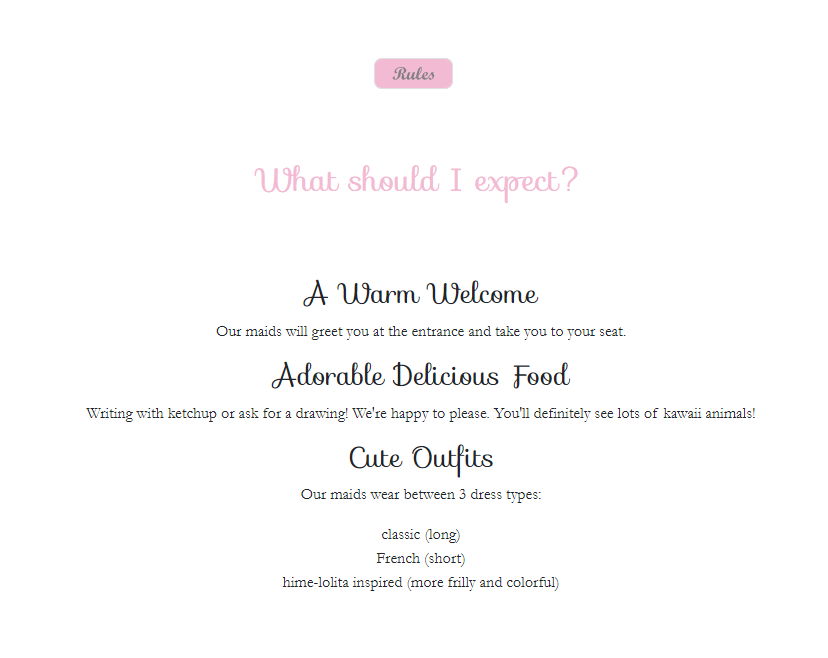 Rules
What should I expect?
A Warm Welcome
Our maids will greet you at the entrance and take you to your seat.
Adorable Delicious Food
Writing with ketchup or ask for a drawing! We're happy to please. You'll definitely see lots of kawaii animals!
Cute Outfits
Our maids wear between 3 dress types:
classic (long)
French (short)
hime-lolita inspired (more frilly and colorful)